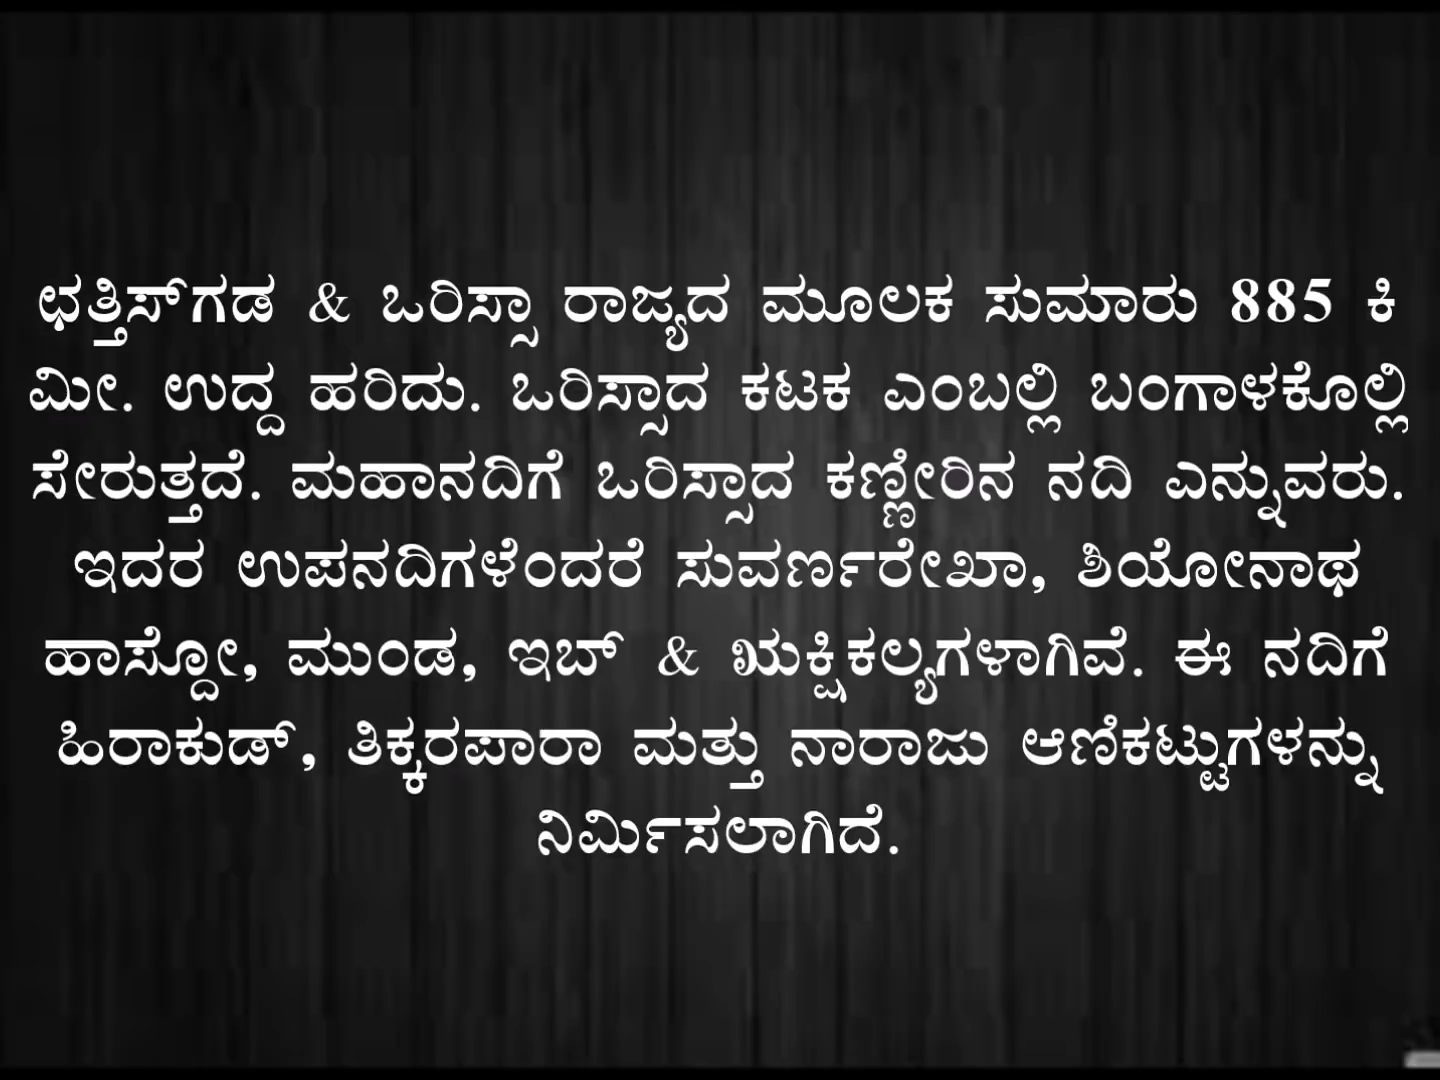 ಛತ್ತಿಸ್‌ಗಡ & ಒರಿಸ್ಸಾ ರಾಜ್ಯದ ಮೂಲಕ ಸುಮಾರು 885 ಕಿ
ಮೀ. ಉದ್ದ ಹರಿದು. ಒರಿಸ್ಸಾದ ಕಟಕ ಎಂಬಲ್ಲಿ ಬಂಗಾಳಕೊಲ್ಲಿ
ಸೇರುತ್ತದೆ. ಮಹಾನದಿಗೆ ಒರಿಸ್ಸಾದ ಕಣ್ಣೀರಿನ ನದಿ ಎನ್ನುವರು.
ಇದರ ಉಪನದಿಗಳೆಂದರೆ ಸುವರ್ಣರೇಖಾ, ಶಿಯೋನಾಥ
ಹಾಸ್ದೋ, ಮುಂಡ, ಇಬ್ & ಋಕ್ಷಿಕಲ್ಯಗಳಾಗಿವೆ. ಈ ನದಿಗೆ
ಹಿರಾಕುಡ್, ತಿಕ್ಕರಪಾರಾ ಮತ್ತು ನಾರಾಜು ಆಣಿಕಟ್ಟುಗಳನ್ನು
ನಿರ್ಮಿಸಲಾಗಿದೆ.